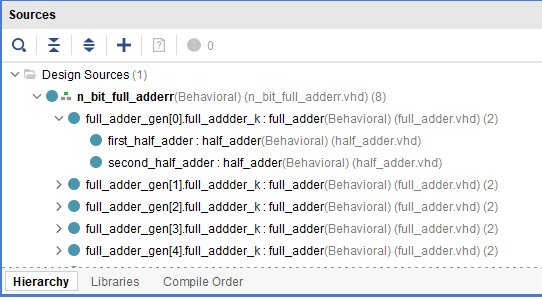 Sources
0
Design Sources (1)
n_bit_full_adderr(Behavioral) (n_bit_full_adderr.vhd) (8)
full_adder_gen[0].full_addder_k : full_adder(Behavioral) (full_adder.vhd) (2)
first_half_adder : half_adder(Behavioral) (half_adder.vhd)
second_half_adder : half_adder(Behavioral) (half_adder.vhd)
full_adder_gen[1].full_addder_k : full_adder(Behavioral) (full_adder.vhd) (2)
full_adder_gen[2].full_addder_k : full_adder(Behavioral) (full_adder.vhd) (2)
full_adder_gen[3].full_addder_k : full_adder(Behavioral) (full_adder.vhd) (2)
full_adder_gen[4].full_addder_k : full_adder(Behavioral) (full_adder.vhd) (2)
Hierarchy Libraries Compile Order